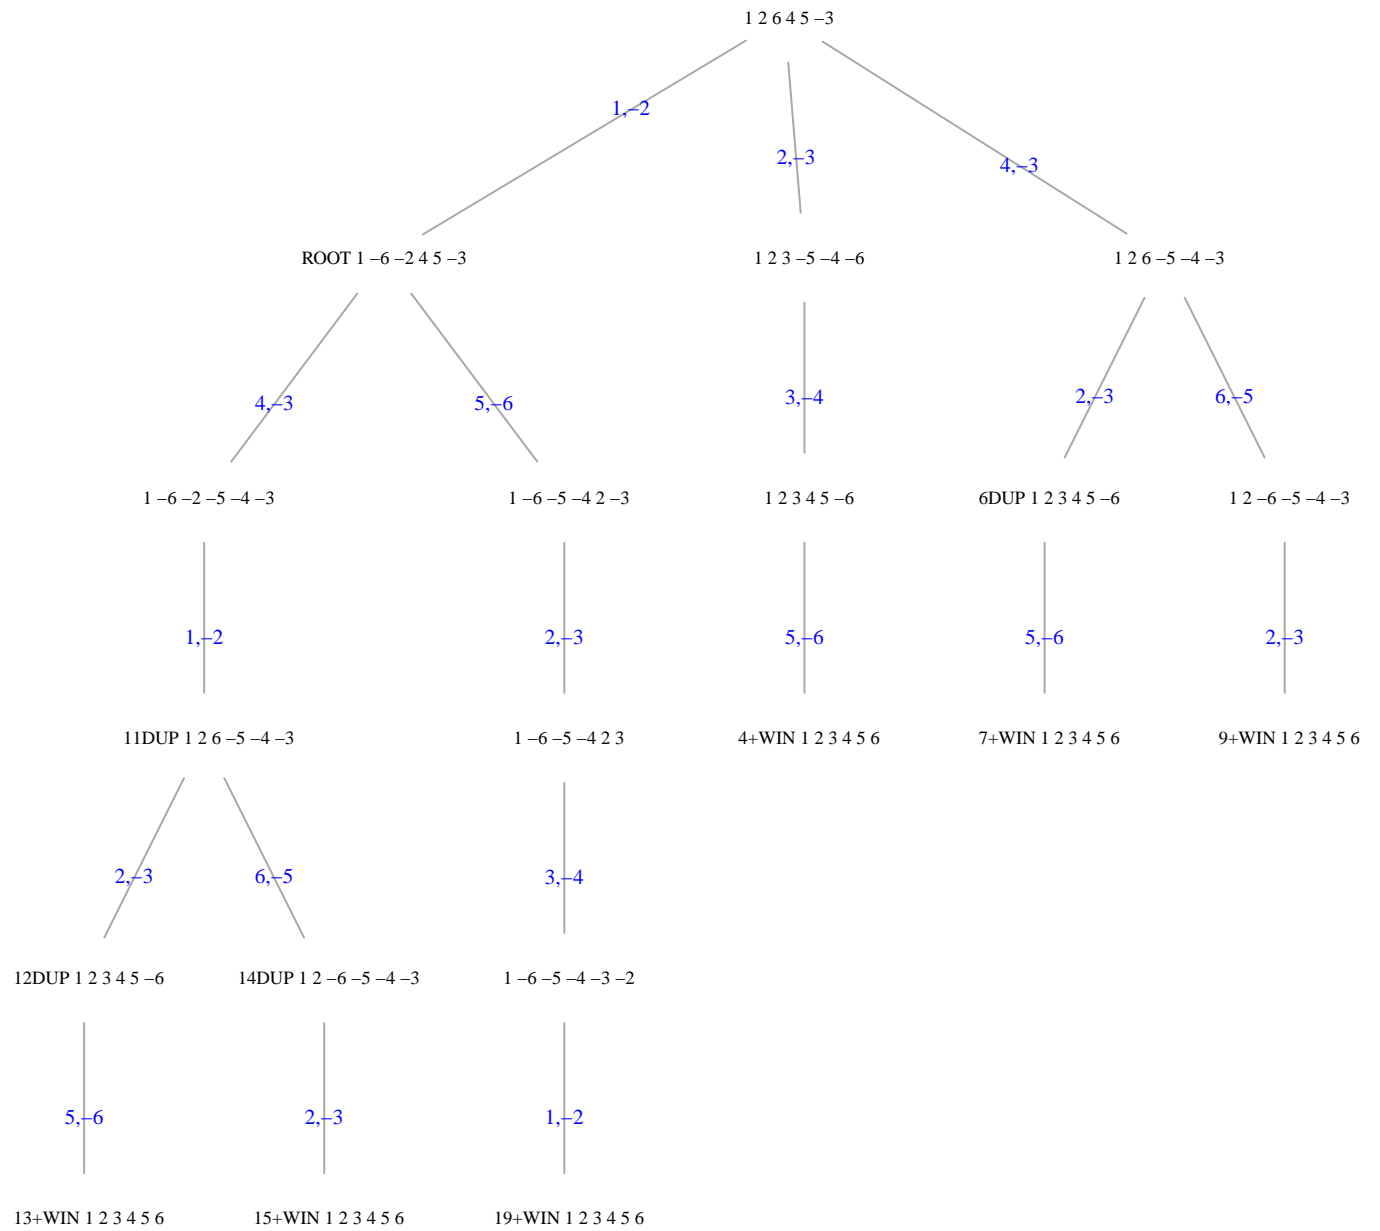 1 2 6 4 5 –3
1,–2
2,–3
4,–3
ROOT 1 –6 –2 4 5 –3
1 2 3 –5 –4 –6
1 2 6 –5 –4 –3
4,–3
5,–6
3,–4
2,–3
6,–5
1 –6 –2 –5 –4 –3
1 –6 –5 –4 2 –3
1 2 3 4 5 –6
6DUP 1 2 3 4 5 –6
1 2 –6 –5 –4 –3
1,–2
2,–3
5,–6
5,–6
2,–3
11DUP 1 2 6 –5 –4 –3
1 –6 –5 –4 2 3
4+WIN 1 2 3 4 5 6
7+WIN 1 2 3 4 5 6
9+WIN 1 2 3 4 5 6
2,–3
6,–5
3,–4
12DUP 1 2 3 4 5 –6
14DUP 1 2 –6 –5 –4 –3
1 –6 –5 –4 –3 –2
5,–6
2,–3
1,–2
13+WIN 1 2 3 4 5 6
15+WIN 1 2 3 4 5 6
19+WIN 1 2 3 4 5 6